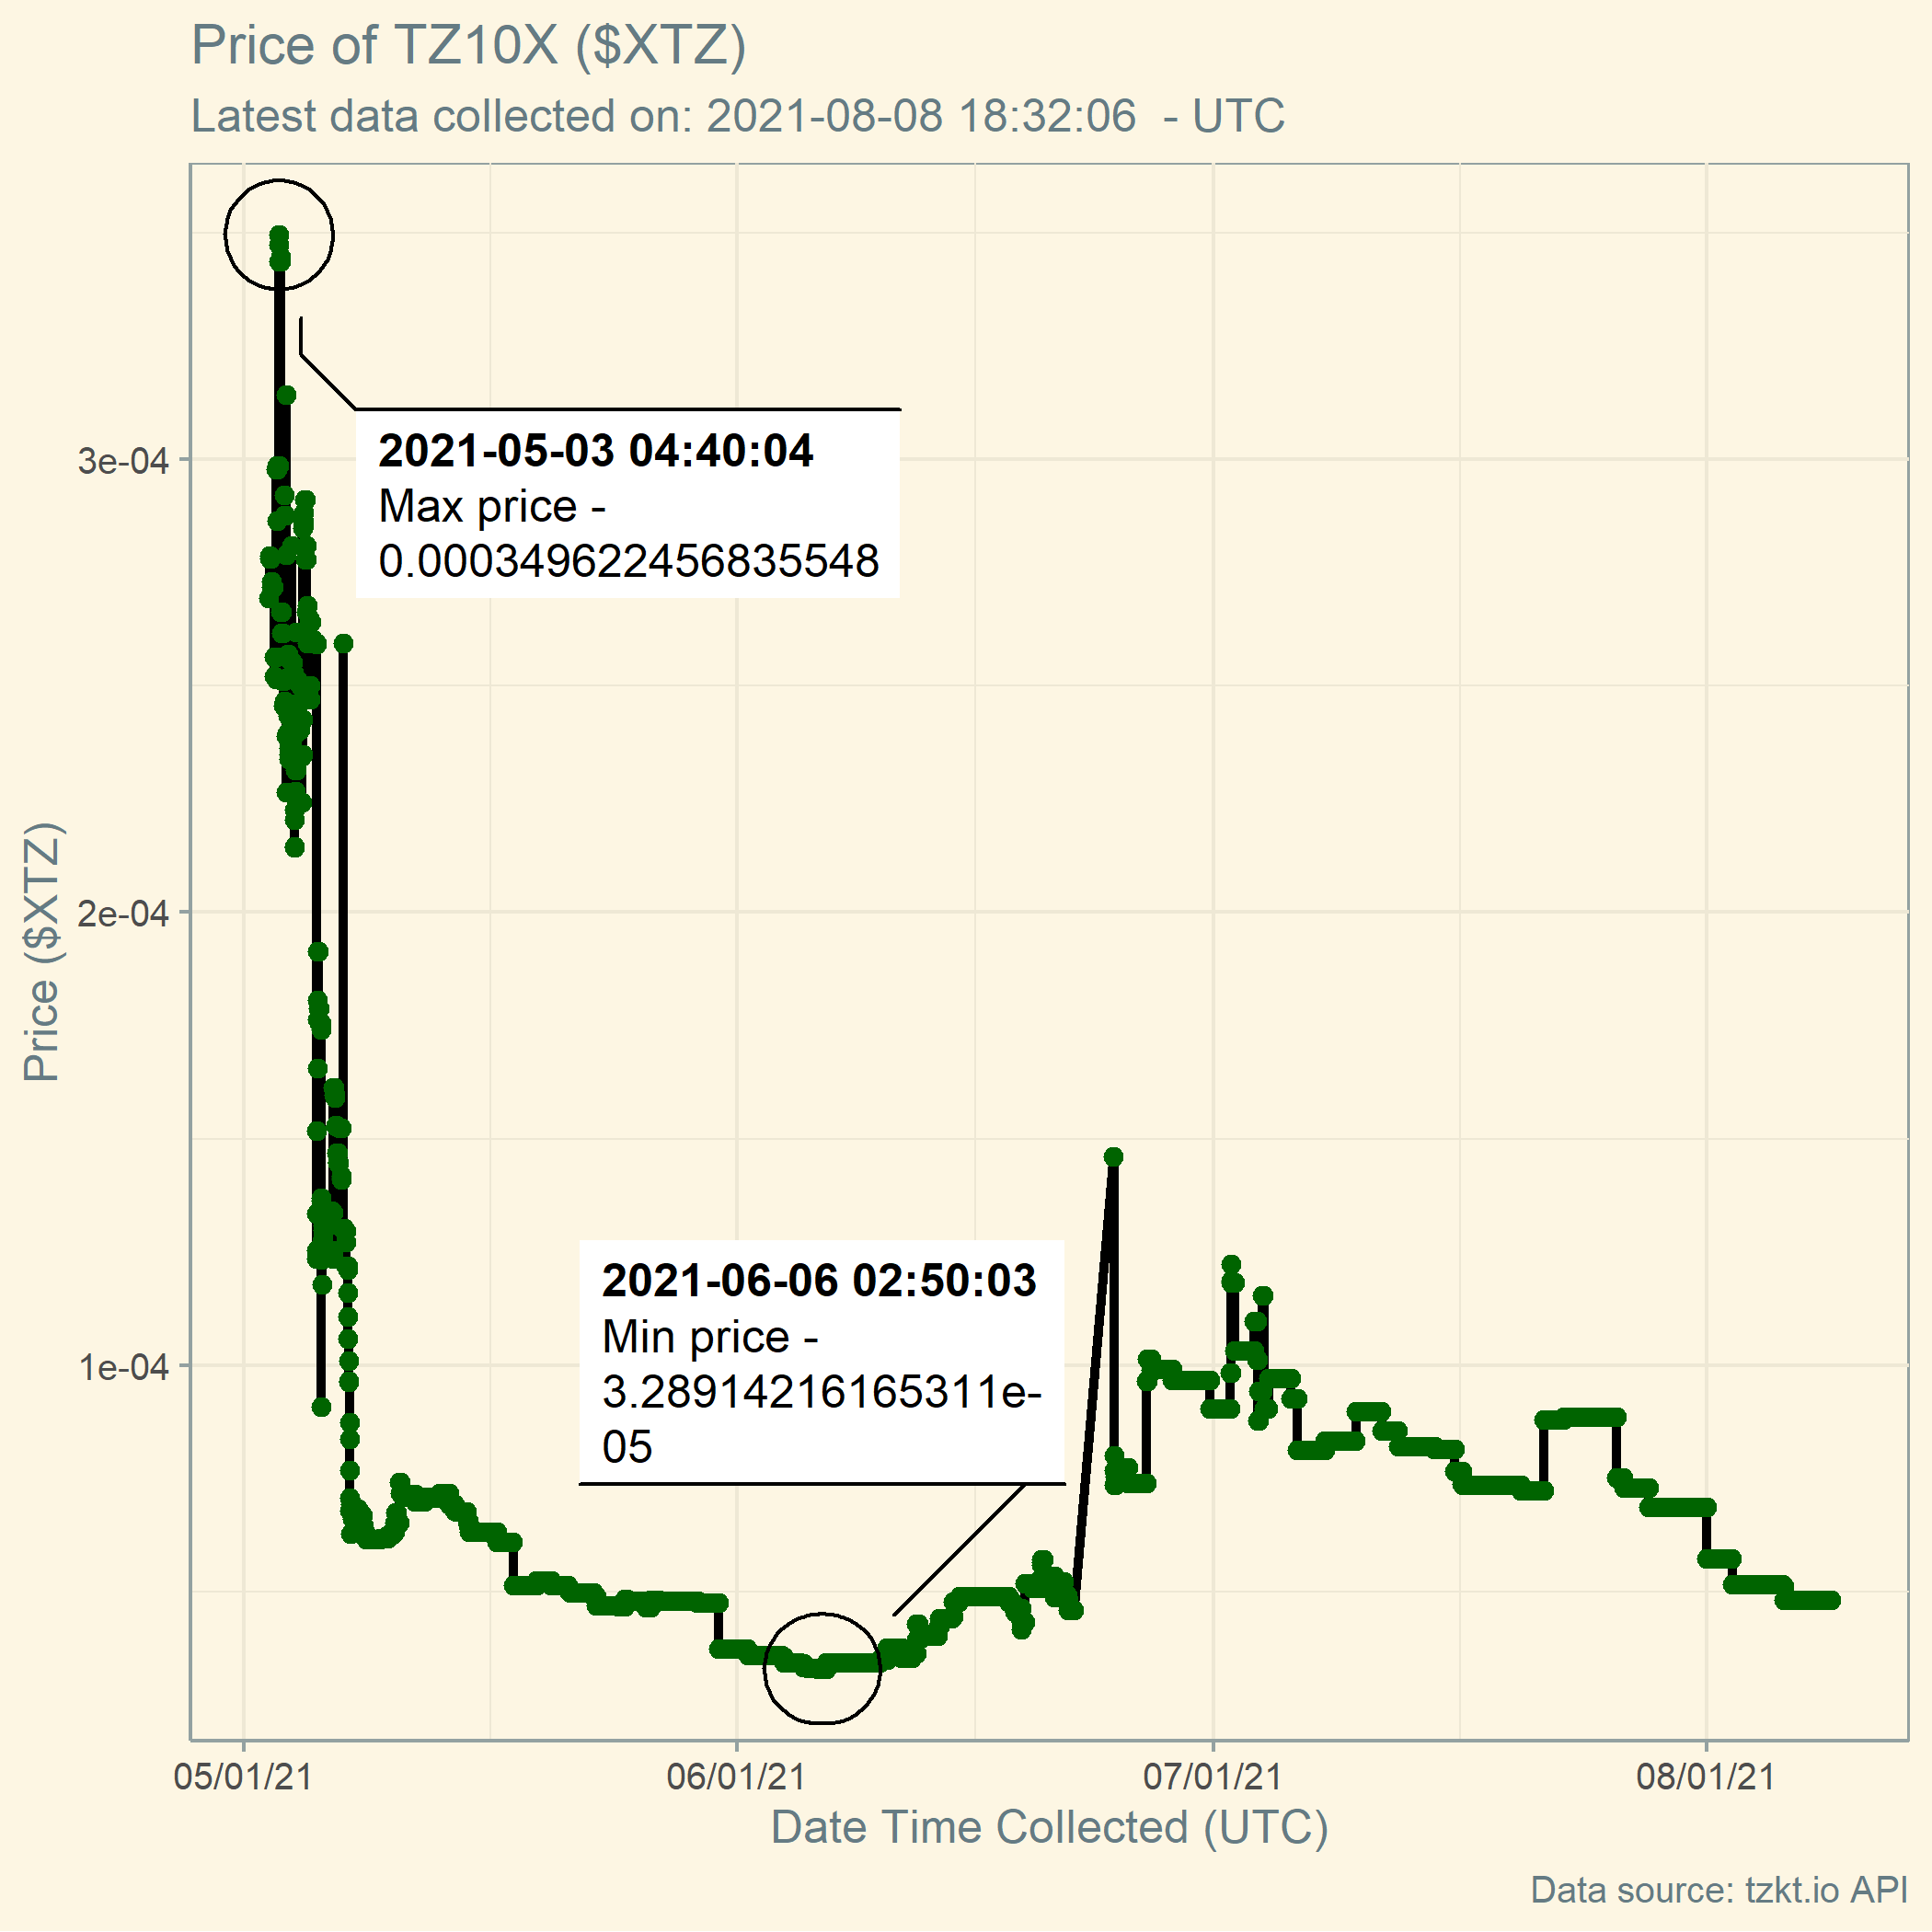 Price of TZ10X ($XTZ)
Latest data collected on: 2021-08-08 18:32:06  - UTC
2021-05-03 04:40:04
Max price -
0.000349622456835548
3e-04
2e-04
1e-04
Price ($XTZ)
2021-06-06 02:50:03
Min price -
3.28914216165311e-
05
05/01/21
06/01/21
07/01/21
08/01/21
Date Time Collected (UTC)
Data source: tzkt.io API